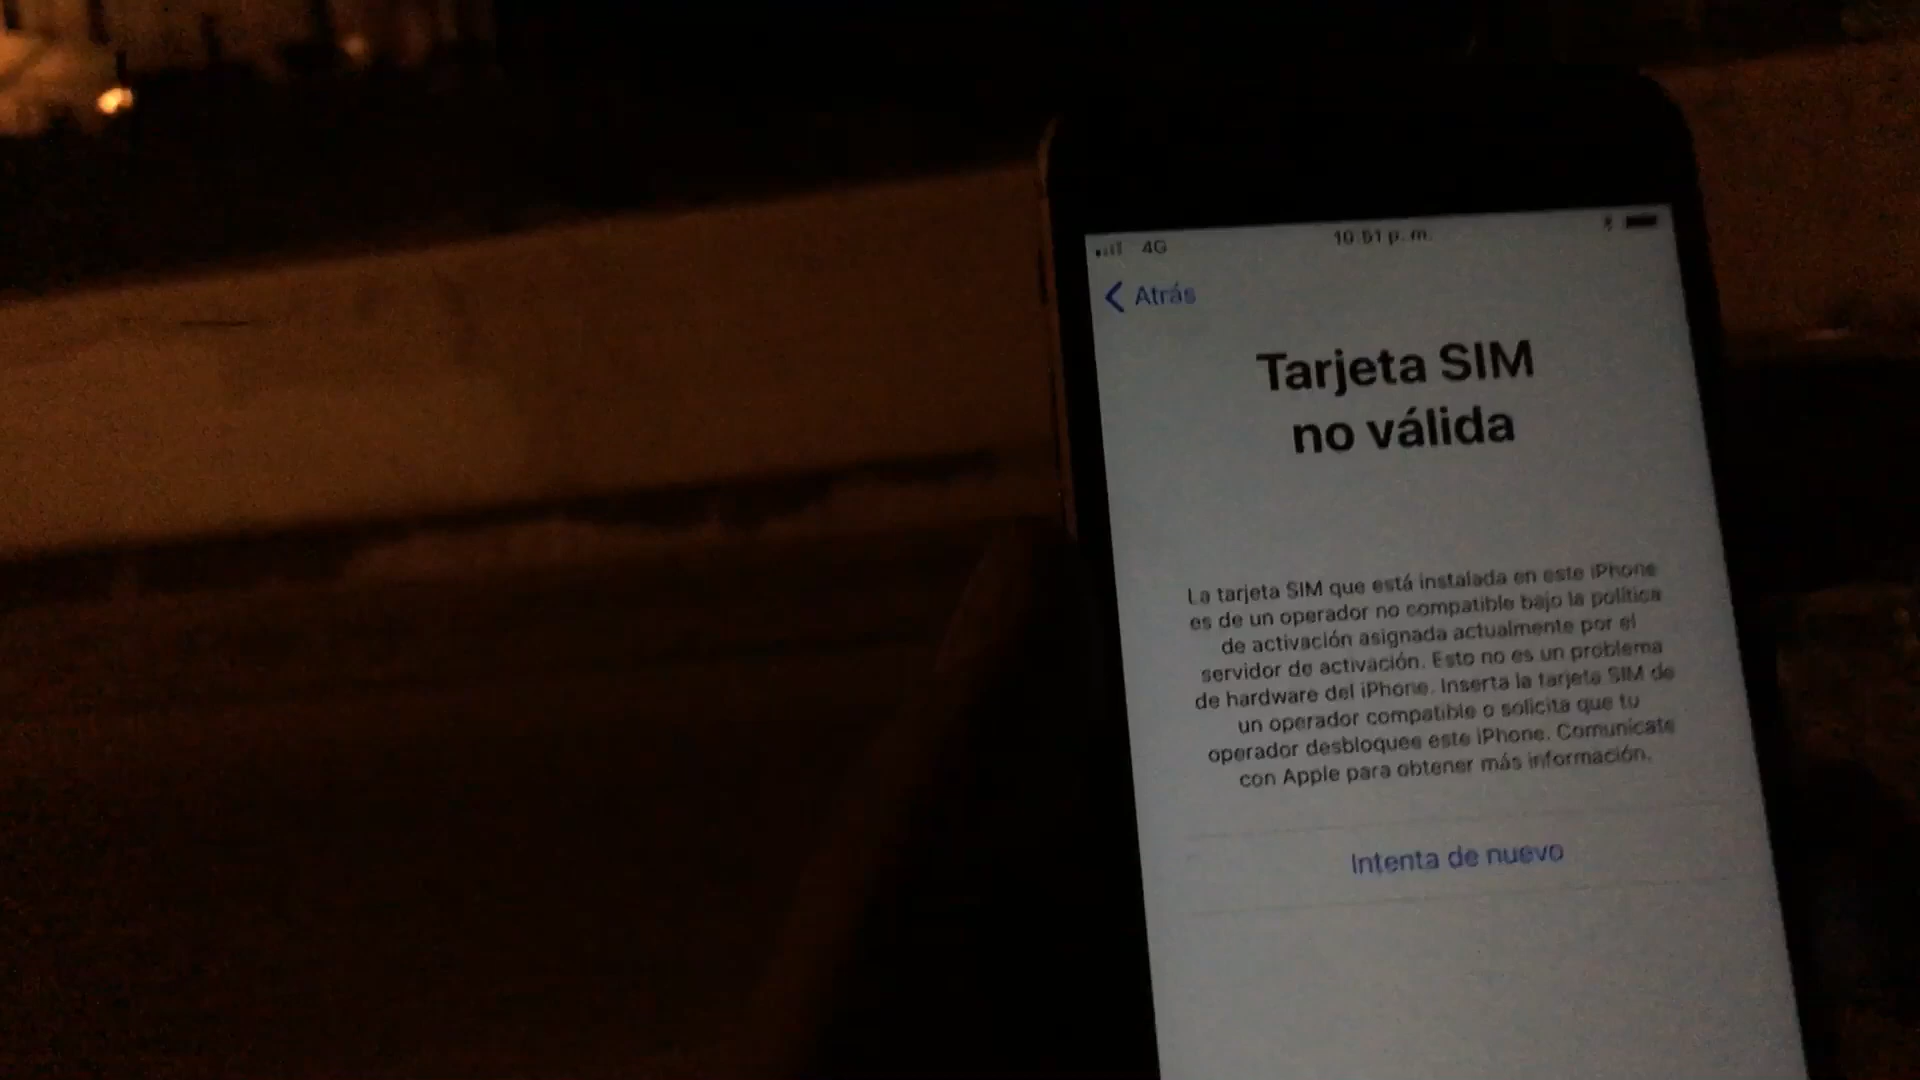 4G
10:51 p. m.
Atrás
Tarjeta SIM
no válida
La tarjeta SIM que está instalada en este iPhone
es de un operador no compatible bajo la política
de activación asignada actualmente por el
servidor de activación. Esto no es un problema
de hardware del iPhone. Inserta la tarjeta SIM de
un operador compatible o solicita que tu
operador desbloquee este iPhone. Comunícate
con Apple para obtener más información.
Intenta de nuevo